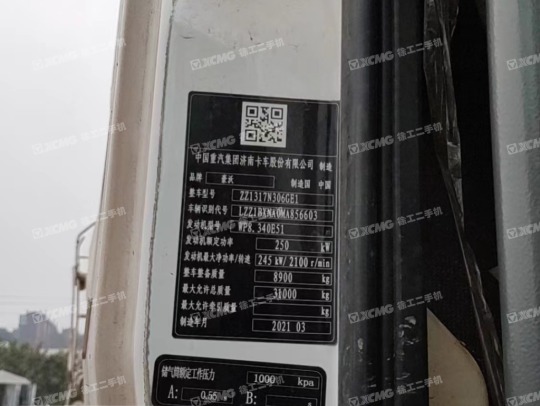 XCMG 徐工二手机
中国重汽集团济南卡车股份有限公司 制造
品牌 豪沃 制造国 中国
整车型号 ZZ1317N306GE1
车辆识别代号
发动机型号 WP8.340E51
发动机额定功率 250 kW
发动机最大净功率/转速 245 kW/ 2100 r/min
整车整备质量 8900 kg
最大允许总质量 31000 kg
最大允许牵引质量 kg
制造年月 2021 03
储气筒额定工作压力 1000 kpa
A: 0.55 B: